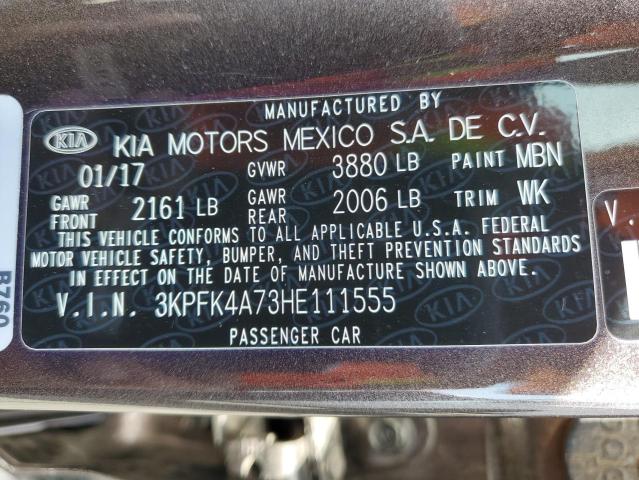 MANUFACTURED BY
KIA KIA MOTORS MEXICO S.A. DE C.V.
01/17 GVWR 3880 LB PAINT MBN
GAWR FRONT 2161 LB GAWR REAR 2006 LB TRIM WK
THIS VEHICLE CONFORMS TO ALL APPLICABLE U.S.A. FEDERAL
MOTOR VEHICLE SAFETY, BUMPER, AND THEFT PREVENTION STANDARDS
IN EFFECT ON THE DATE OF MANUFACTURE SHOWN ABOVE.
V.I.N. 3KPFK4A73HE111555
PASSENGER CAR
B760
V.